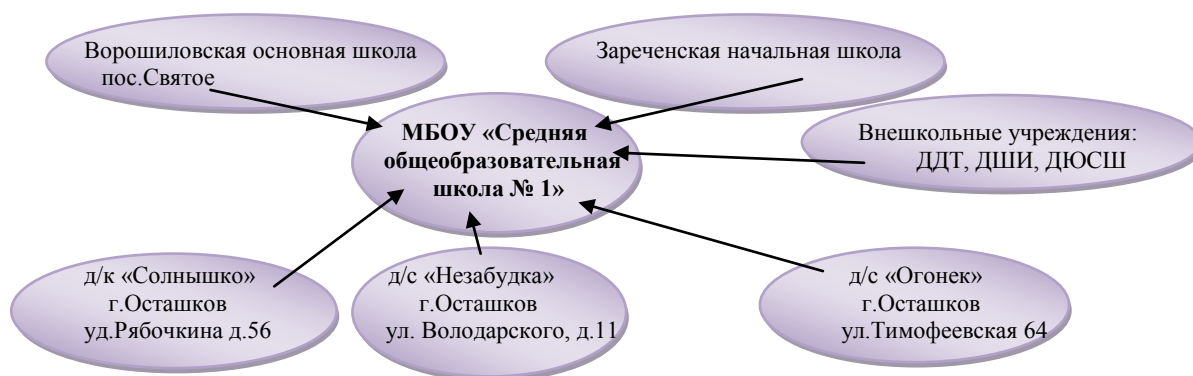 Ворошиловская основная школа
пос.Святое
Зареченская начальная школа
МБОУ «Средняя
общеобразовательная
школа № 1»
Внешкольные учреждения:
ДДТ, ДШИ, ДЮСШ
д/к «Солнышко»
г.Осташков
уд.Рябочкина д.56
д/с «Незабудка»
г.Осташков
ул. Володарского, д.11
д/с «Огонек»
г.Осташков
ул.Тимофеевская 64